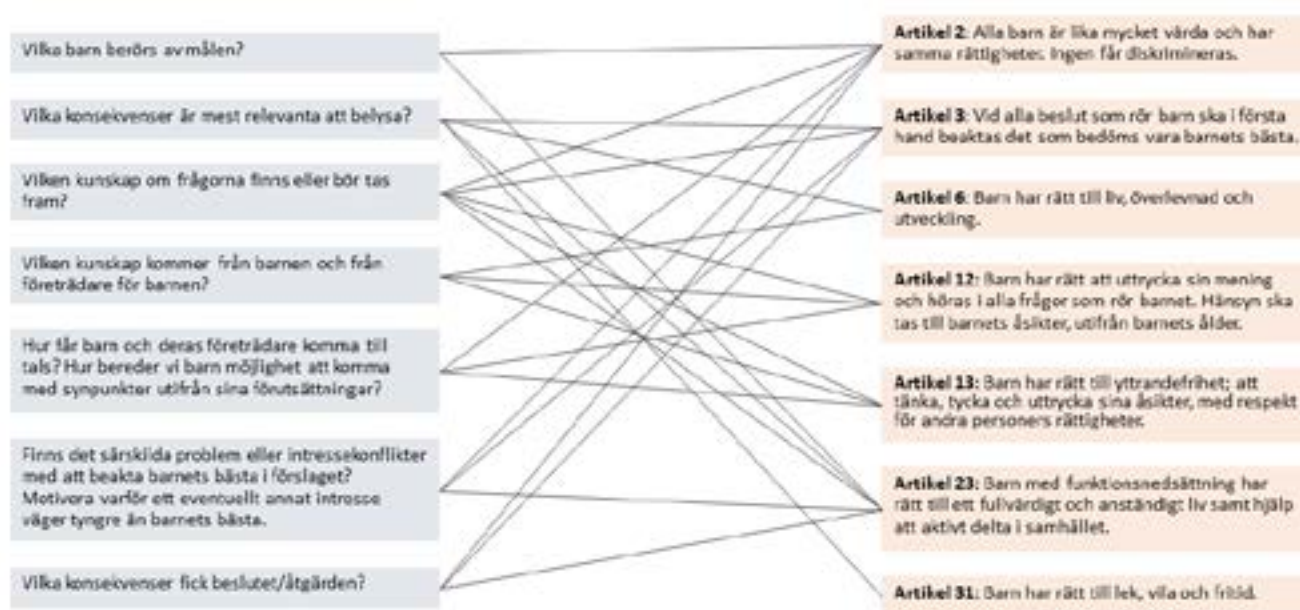 Vilka barn berörs av målen?
Vilka konsekvenser är mest relevanta att belysa?
Vilken kunskap om frågorna finns eller bör tas
fram?
Vilken kunskap kommer från barnen och från
företrädare för barnen?
Hur får barn och deras företrädare komma till
tals? Hur bereder vi barn möjlighet att komma
med synpunkter utifrån sina förutsättningar?
Finns det särskilda problem eller intressekonflikter
med att beakta barnets bästa i förslaget?
Motivera varför ett eventuellt annat intresse
väger tyngre än barnets bästa.
Vilka konsekvenser fick beslutet/åtgärden?
Artikel 2: Alla barn är lika mycket värda och har
samma rättigheter. Ingen får diskrimineras.
Artikel 3: Vid alla beslut som rör barn ska i första
hand beaktas det som bedöms vara barnets bästa.
Artikel 6: Barn har rätt till liv, överlevnad och
utveckling.
Artikel 12: Barn har rätt att uttrycka sin mening
och höras i alla frågor som rör barnet. Hänsyn ska
tas till barnets åsikter, utifrån barnets ålder.
Artikel 13: Barn har rätt till yttrandefrihet; att
tänka, tycka och uttrycka sina åsikter, med respekt
för andra personers rättigheter.
Artikel 23: Barn med funktionsnedsättning har
rätt till ett fullvärdigt och anständigt liv samt hjälp
att aktivt delta i samhället.
Artikel 31: Barn har rätt till lek, vila och fritid.